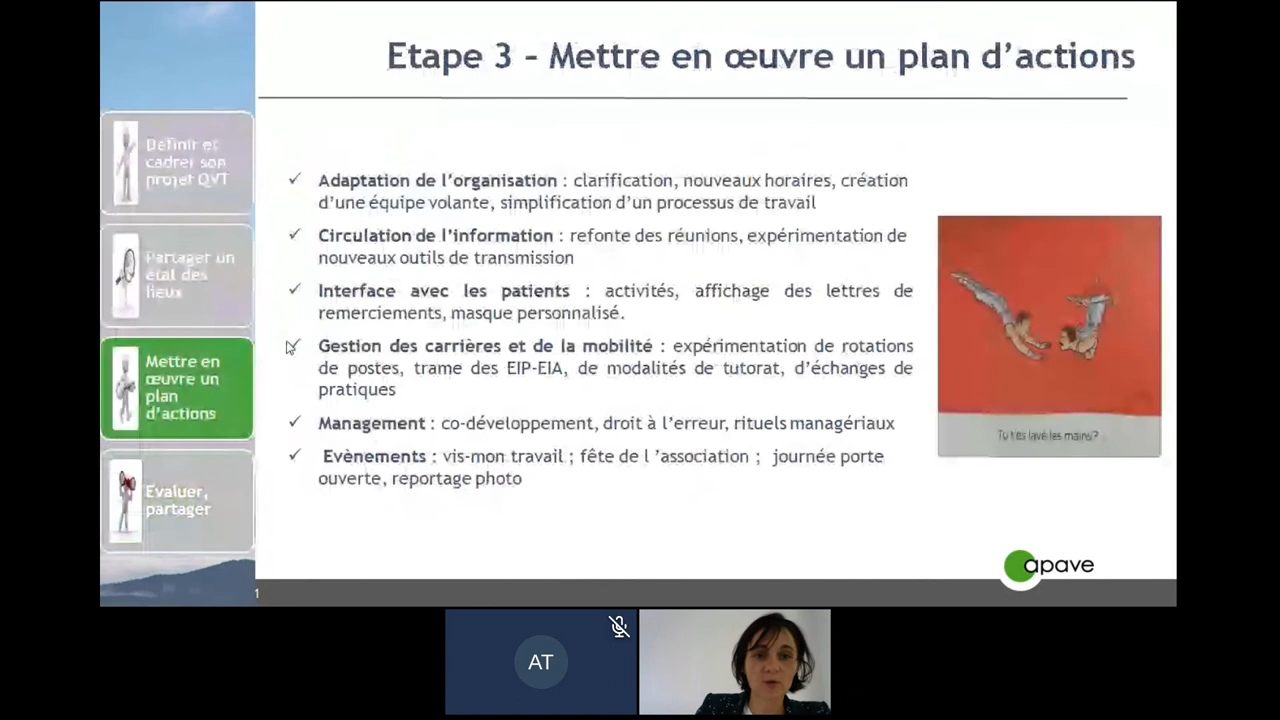 Etape 3 – Mettre en œuvre un plan d’actions
Définir et
cadrer son
projet QVT
Partager un
état des
lieux
Mettre en
œuvre un
plan
d’actions
Evaluer,
partager
✓ Adaptation de l’organisation : clarification, nouveaux horaires, création
d’une équipe volante, simplification d’un processus de travail
✓ Circulation de l’information : refonte des réunions, expérimentation de
nouveaux outils de transmission
✓ Interface avec les patients : activités, affichage des lettres de
remerciements, masque personnalisé.
✓ Gestion des carrières et de la mobilité : expérimentation de rotations
de postes, trame des EIP-EIA, de modalités de tutorat, d’échanges de
pratiques
✓ Management : co-développement, droit à l’erreur, rituels managériaux
✓ Evènements : vis-mon travail ; fête de l ’association ; journée porte
ouverte, reportage photo
Tu t'es lavé les mains?
apave
1
AT